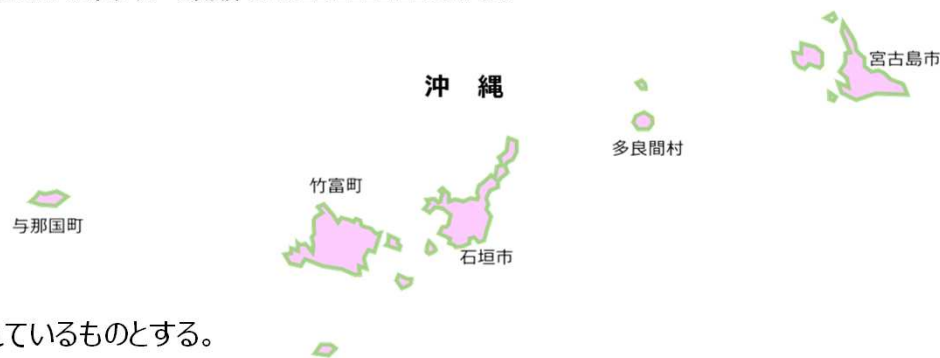 宮古島市
沖 縄
多良間村
竹富町
与那国町
石垣市
ているものとする。